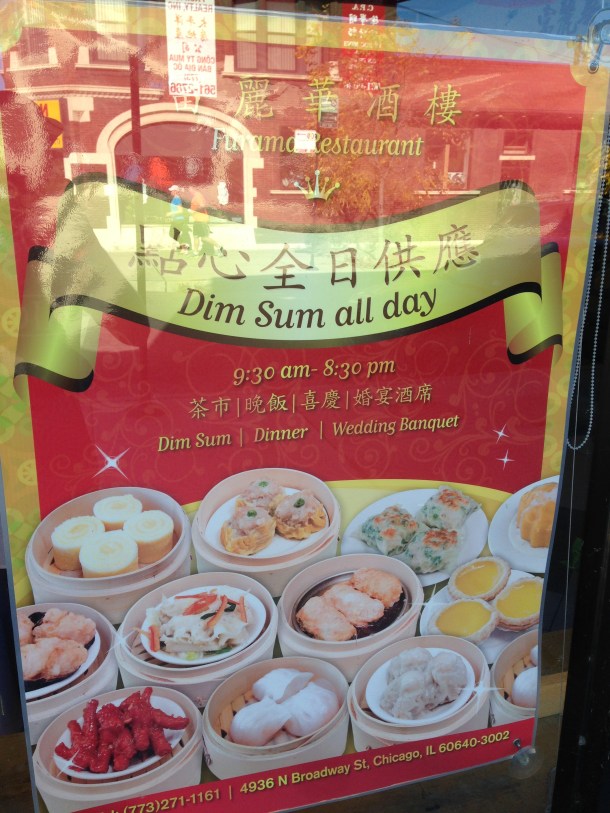 麗華酒樓
Furama Restaurant
點心全日供應
Dim Sum all day
9:30 am- 8:30 pm
茶市|晚飯|喜慶|婚宴酒席
Dim Sum | Dinner | Wedding Banquet
(773)271-1161 | 4936 N Broadway St, Chicago, IL 60640-3002